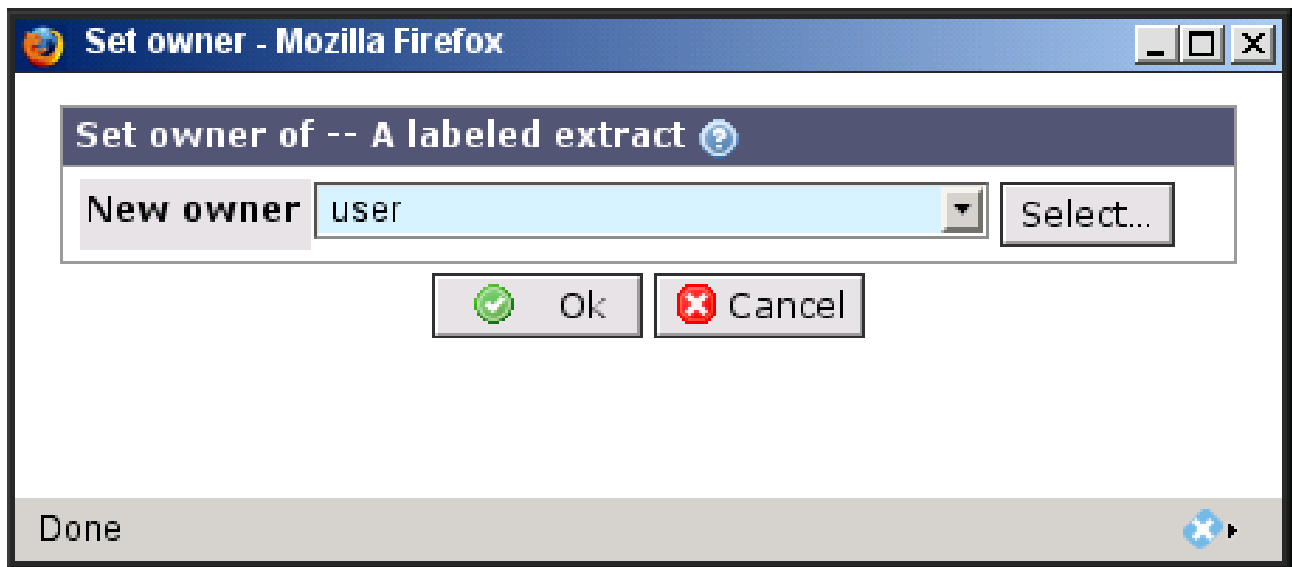 Set owner - Mozilla Firefox
Set owner of -- A labeled extract
New owner user Select...
Ok Cancel
Done